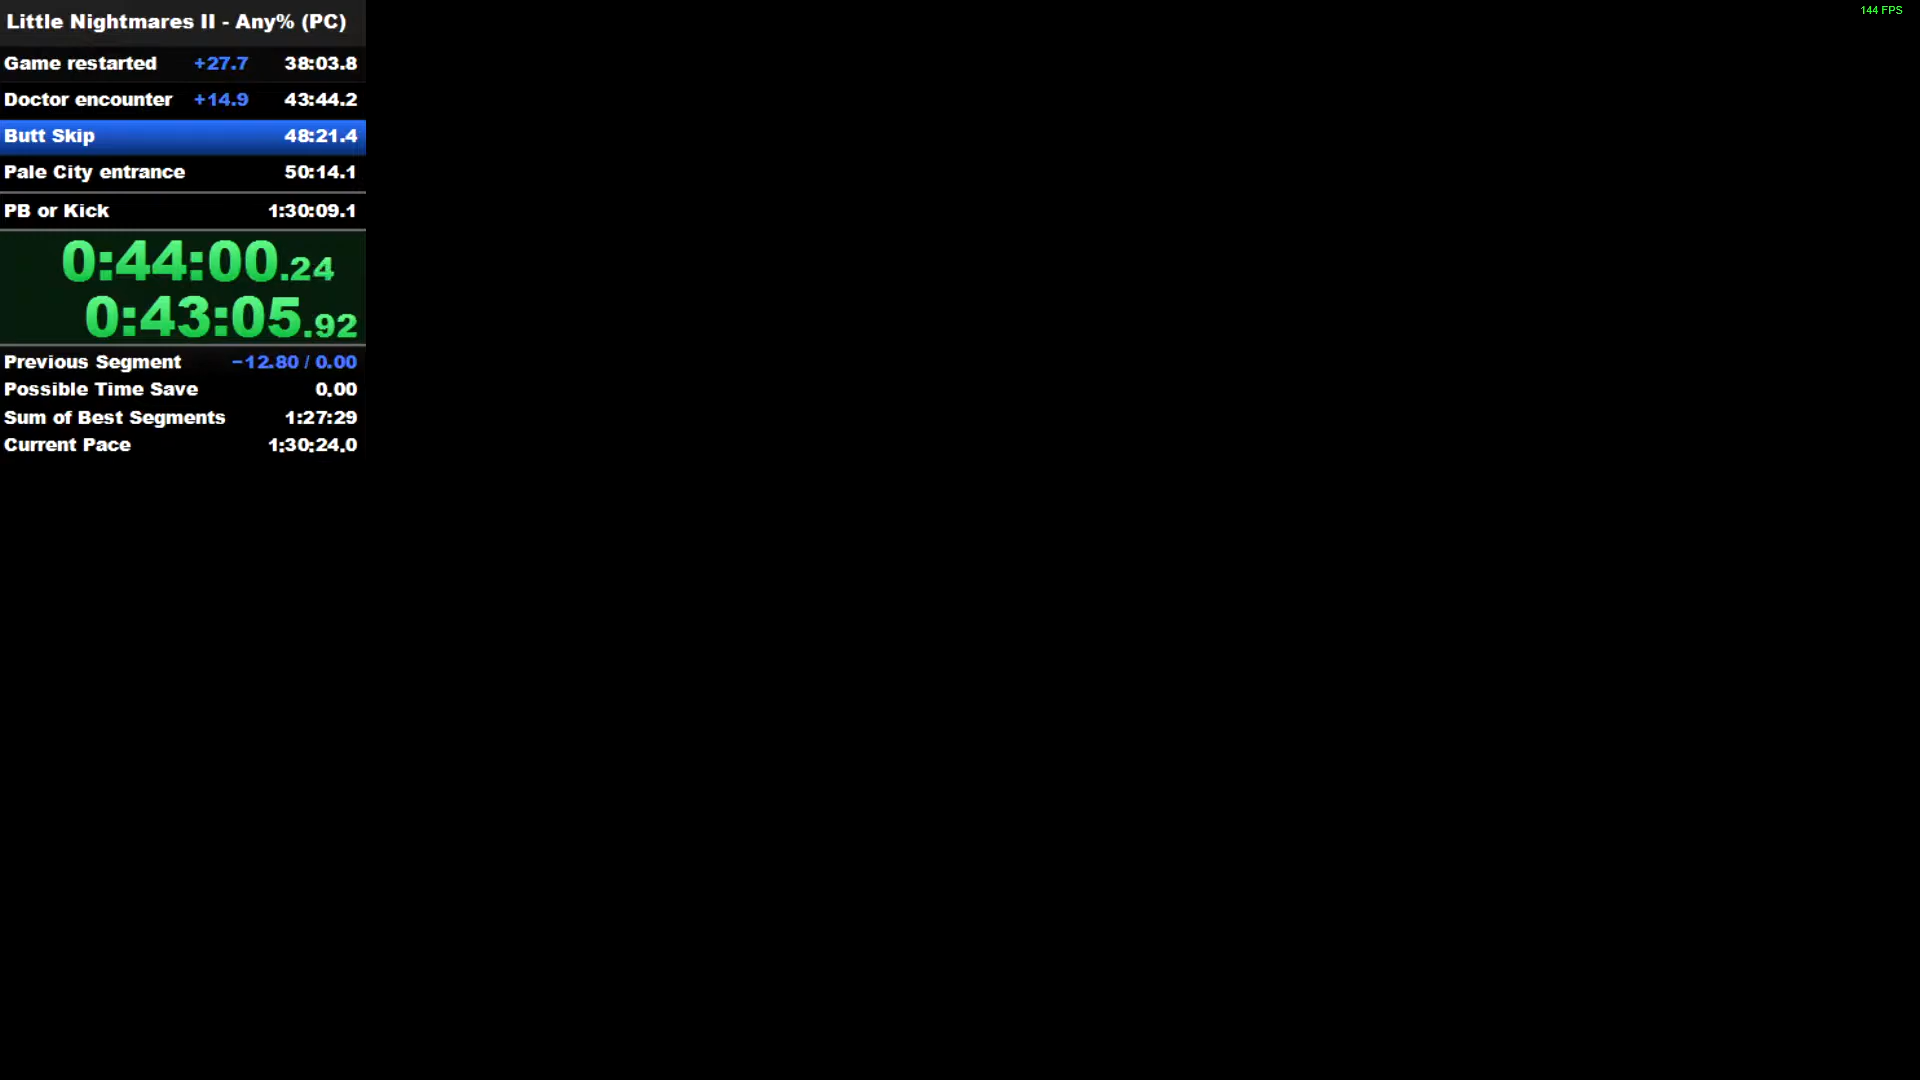 Little Nightmares II - Any% (PC)
144 FPS
Game restarted +27.7 38:03.8
Doctor encounter +14.9 43:44.2
Butt Skip 48:21.4
Pale City entrance 50:14.1
PB or Kick 1:30:09.1
0:44:00.24
0:43:05.92
Previous Segment −12.80 / 0.00
Possible Time Save 0.00
Sum of Best Segments 1:27:29
Current Pace 1:30:24.0